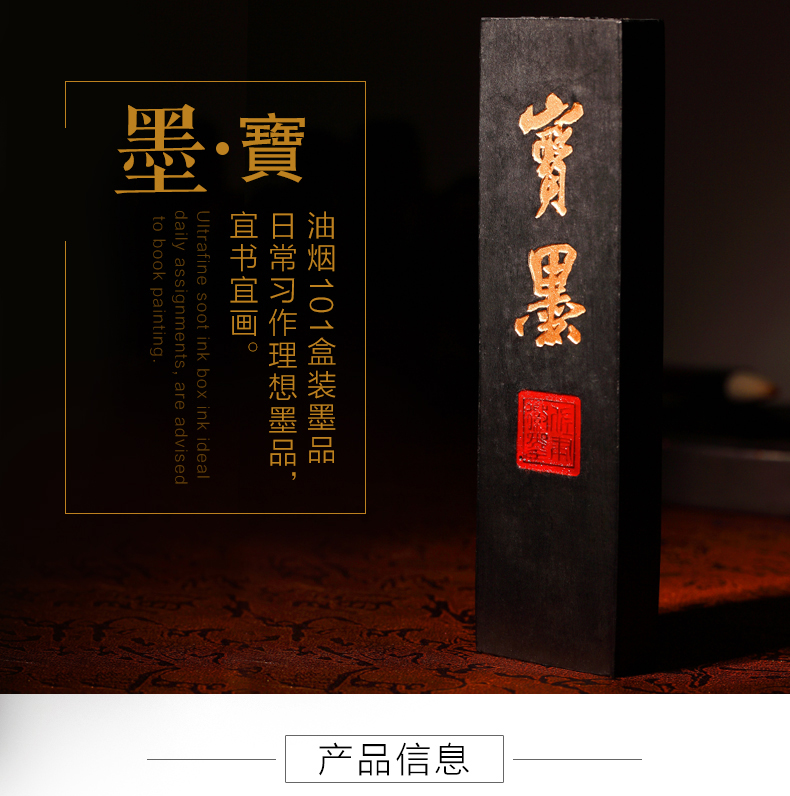 寶·墨
油烟101盒装墨品
日常习作理想墨品，
宜书宜画。
Ultrafine soot ink box ink ideal
daily assignments, are advised
to book painting.
寶墨
产品信息